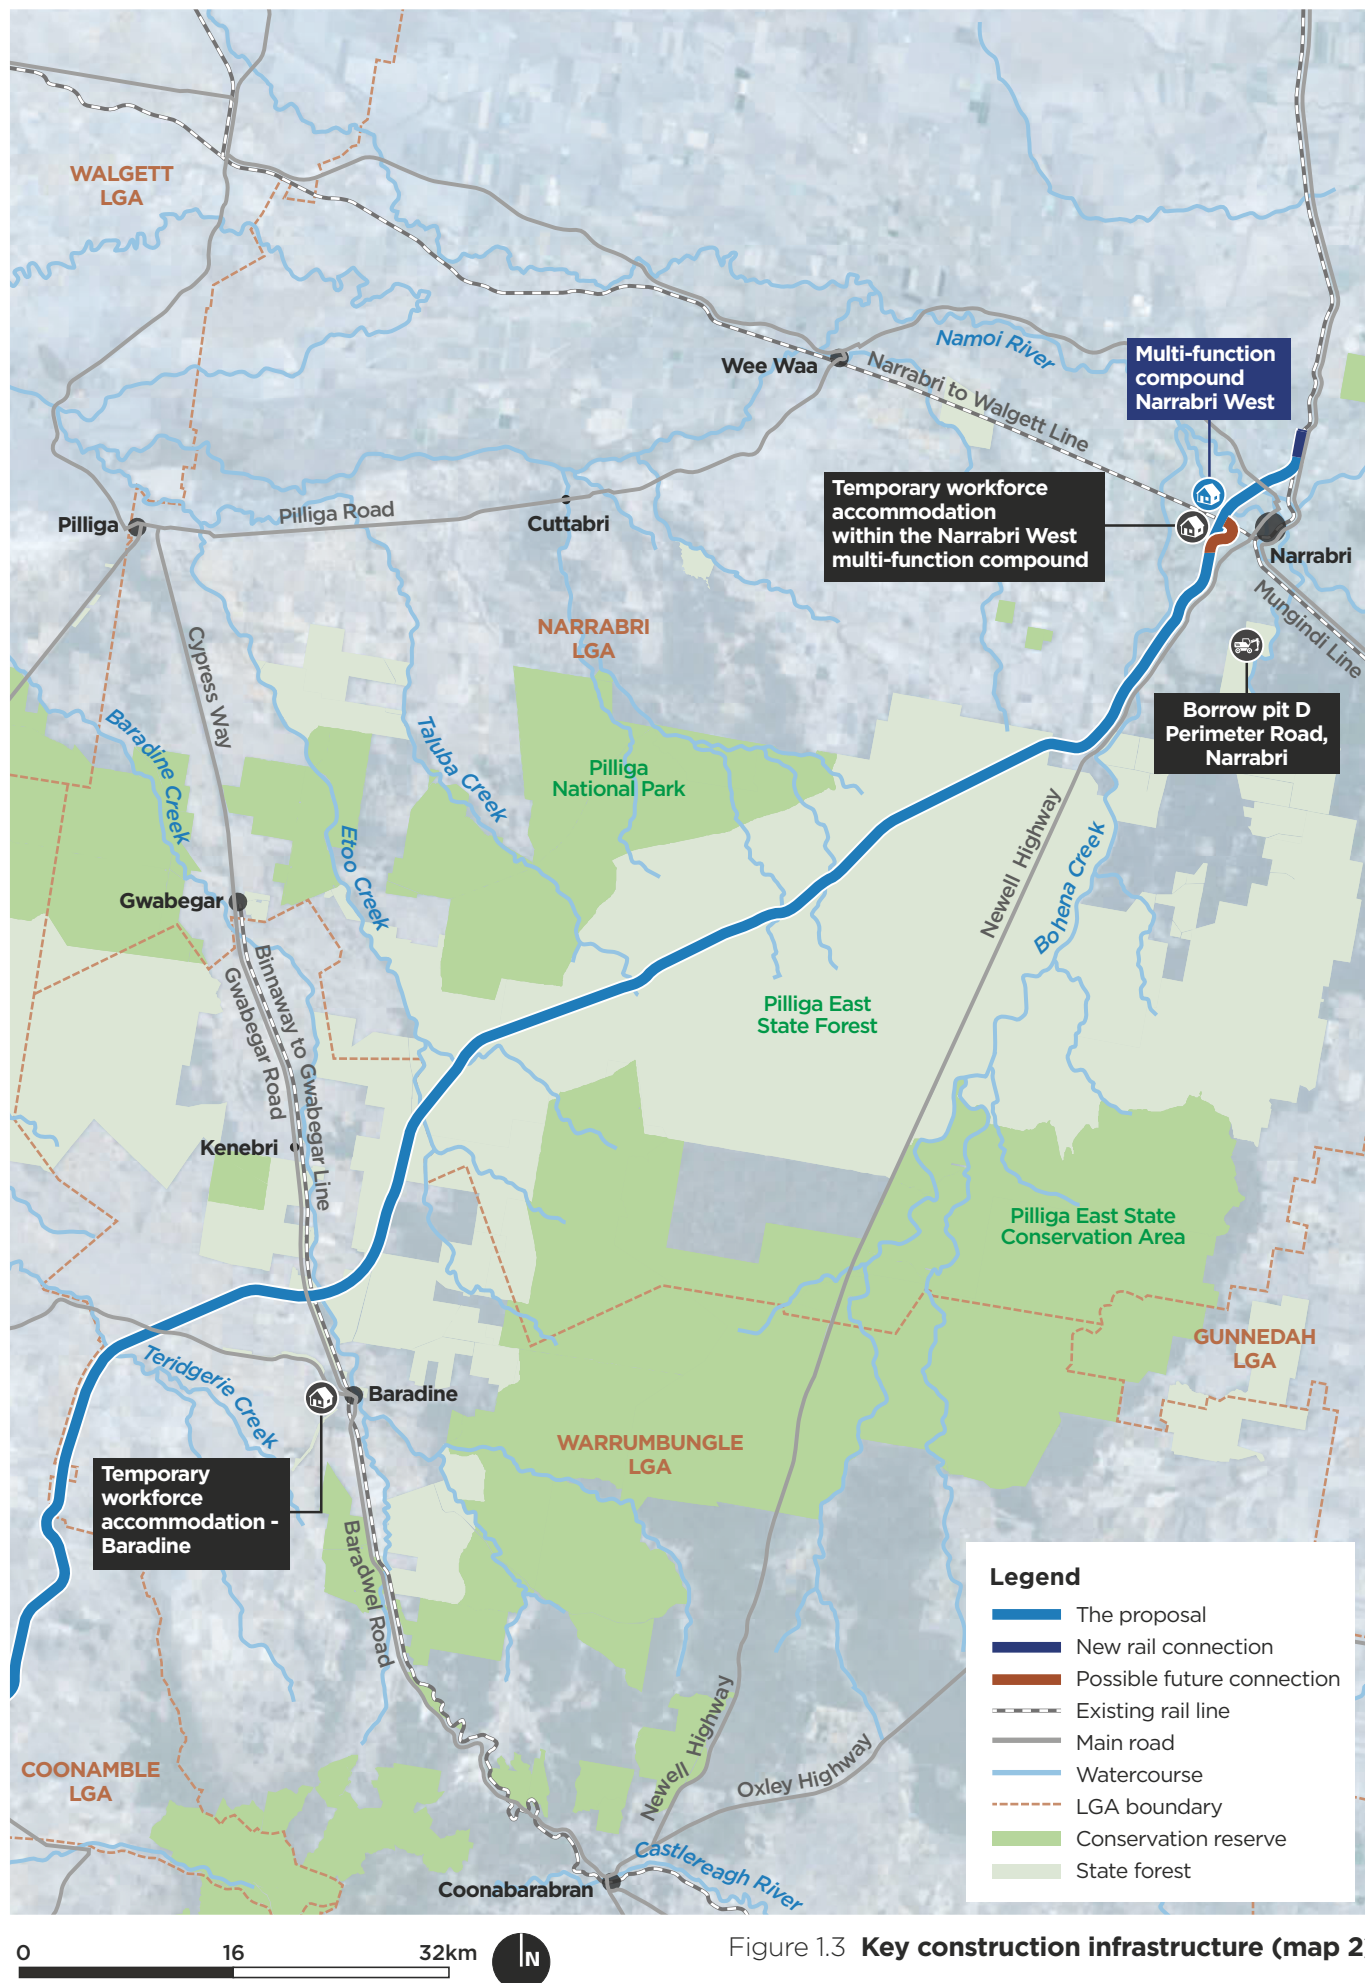 WALGETT
LGA
Wee Waa
Namoi River
Narrabri to Walgett Line
Multi-function
compound
Narrabri West
Temporary workforce
accommodation
within the Narrabri West
multi-function compound
Pilliga
Pilliga Road
Cuttabri
Narrabri
Mungindi Line
NARRABRI
LGA
Cypress Way
Baradine Creek
Taluba Creek
Etoo Creek
Pilliga
National Park
Borrow pit D
Perimeter Road,
Narrabri
Newell Highway
Bohena Creek
Gwabegar
Binnaway to Gwabegar Line
Gwabegar Road
Pilliga East
State Forest
Kenebri
Pilliga East State
Conservation Area
GUNNEDAH
LGA
Teridgerie Creek
Baradine
WARRUMBUNGLE
LGA
Temporary
workforce
accommodation -
Baradine
Baradwel Road
Newell Highway
Oxley Highway
COONAMBLE
LGA
Coonabarabran
Castlereagh River
Legend
The proposal
New rail connection
Possible future connection
Existing rail line
Main road
Watercourse
LGA boundary
Conservation reserve
State forest
0 16 32km
N
Figure 1.3 Key construction infrastructure (map 2)